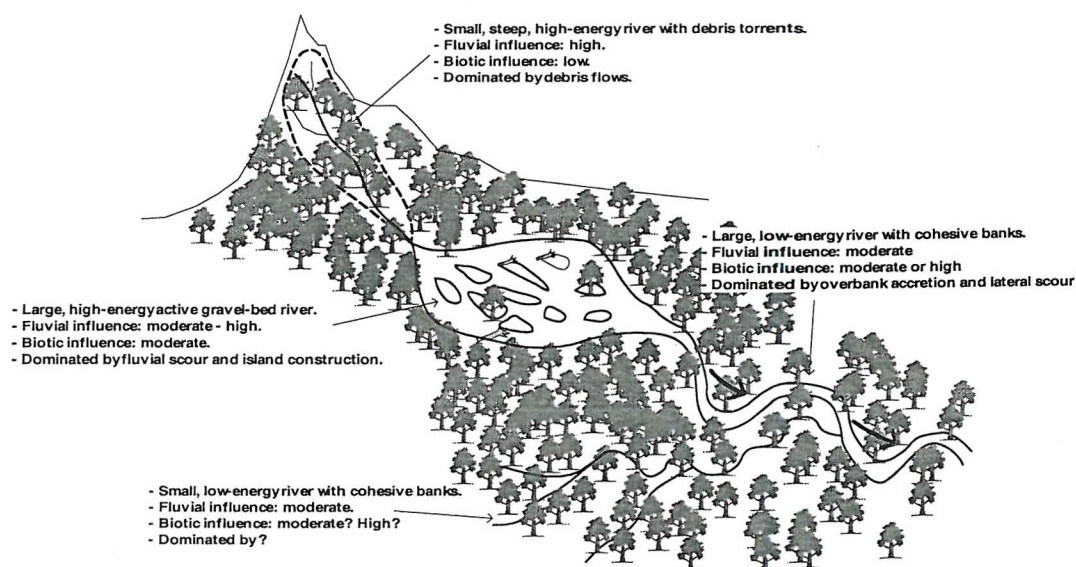 - Small, steep, high-energy river with debris torrents.
- Fluvial influence: high.
- Biotic influence: low.
- Dominated by debris flows.
- Large, low-energy river with cohesive banks.
- Fluvial influence: moderate
- Biotic influence: moderate or high
- Dominated by overbank accretion and lateral scour
- Large, high-energy active gravel-bed river.
- Fluvial influence: moderate - high.
- Biotic influence: moderate.
- Dominated by fluvial scour and island construction.
- Small, low-energy river with cohesive banks.
- Fluvial influence: moderate.
- Biotic influence: moderate? High?
- Dominated by?